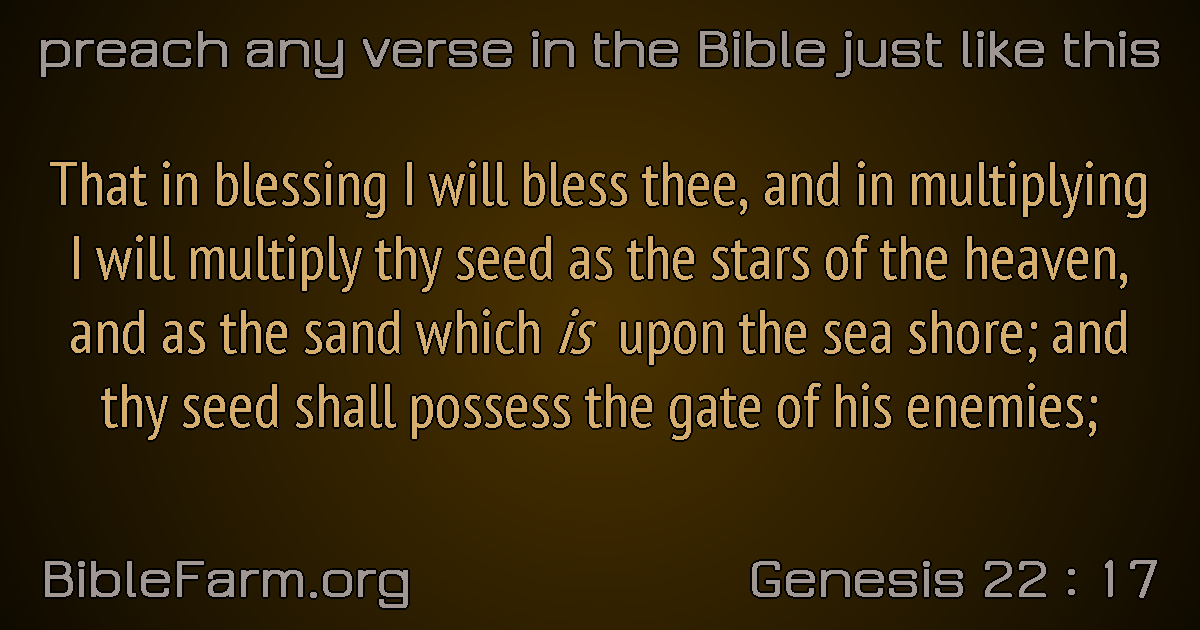 preach any verse in the Bible just like this
That in blessing I will bless thee, and in multiplying
I will multiply thy seed as the stars of the heaven,
and as the sand which is upon the sea shore; and
thy seed shall possess the gate of his enemies;
BibleFarm.org
Genesis 22 : 17